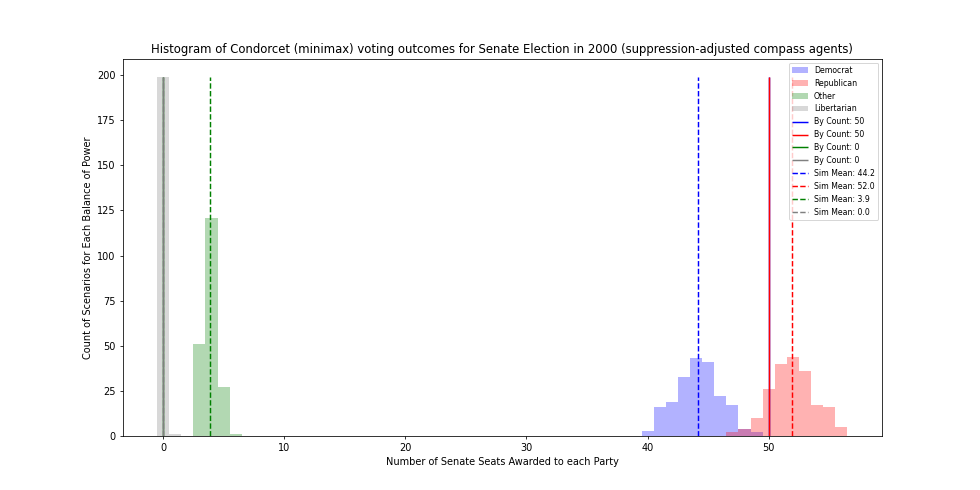 Histogram of Condorcet (minimax) voting outcomes for Senate Election in 2000 (suppression-adjusted compass agents)
Democrat
Republican
Other
Libertarian
By Count: 50
By Count: 50
By Count: 0
By Count: 0
Sim Mean: 44.2
Sim Mean: 52.0
Sim Mean: 3.9
Sim Mean: 0.0
Count of Scenarios for Each Balance of Power
200
175
150
125
100
75
50
25
0
0 10 20 30 40 50
Number of Senate Seats Awarded to each Party